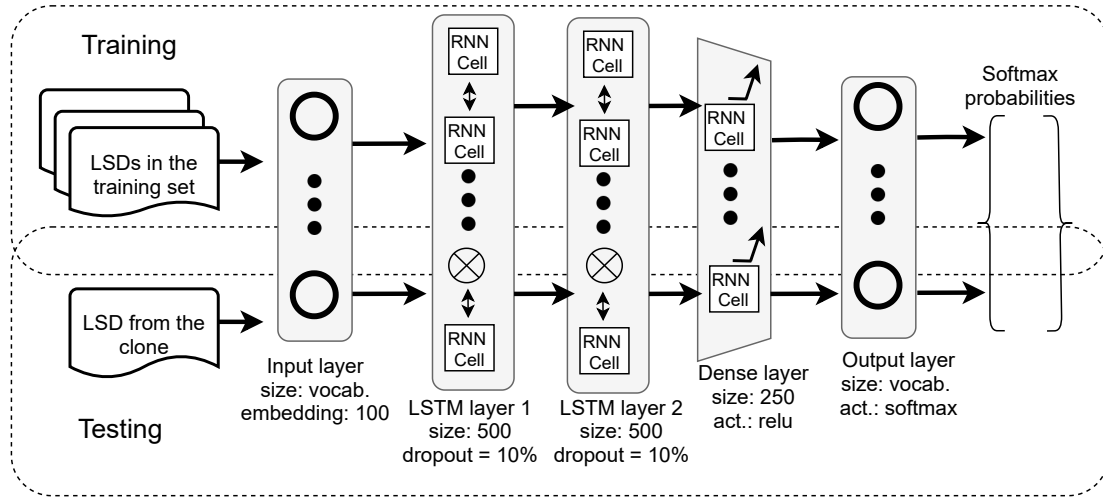 Training
LSDs in the
training set
LSD from the
clone
Testing
Input layer
size: vocab.
embedding: 100
RNN
Cell
RNN
Cell
RNN
Cell
LSTM layer 1
size: 500
dropout = 10%
RNN
Cell
RNN
Cell
RNN
Cell
LSTM layer 2
size: 500
dropout = 10%
RNN
Cell
RNN
Cell
Dense layer
size: 250
act.: relu
Output layer
size: vocab.
act.: softmax
Softmax
probabilities